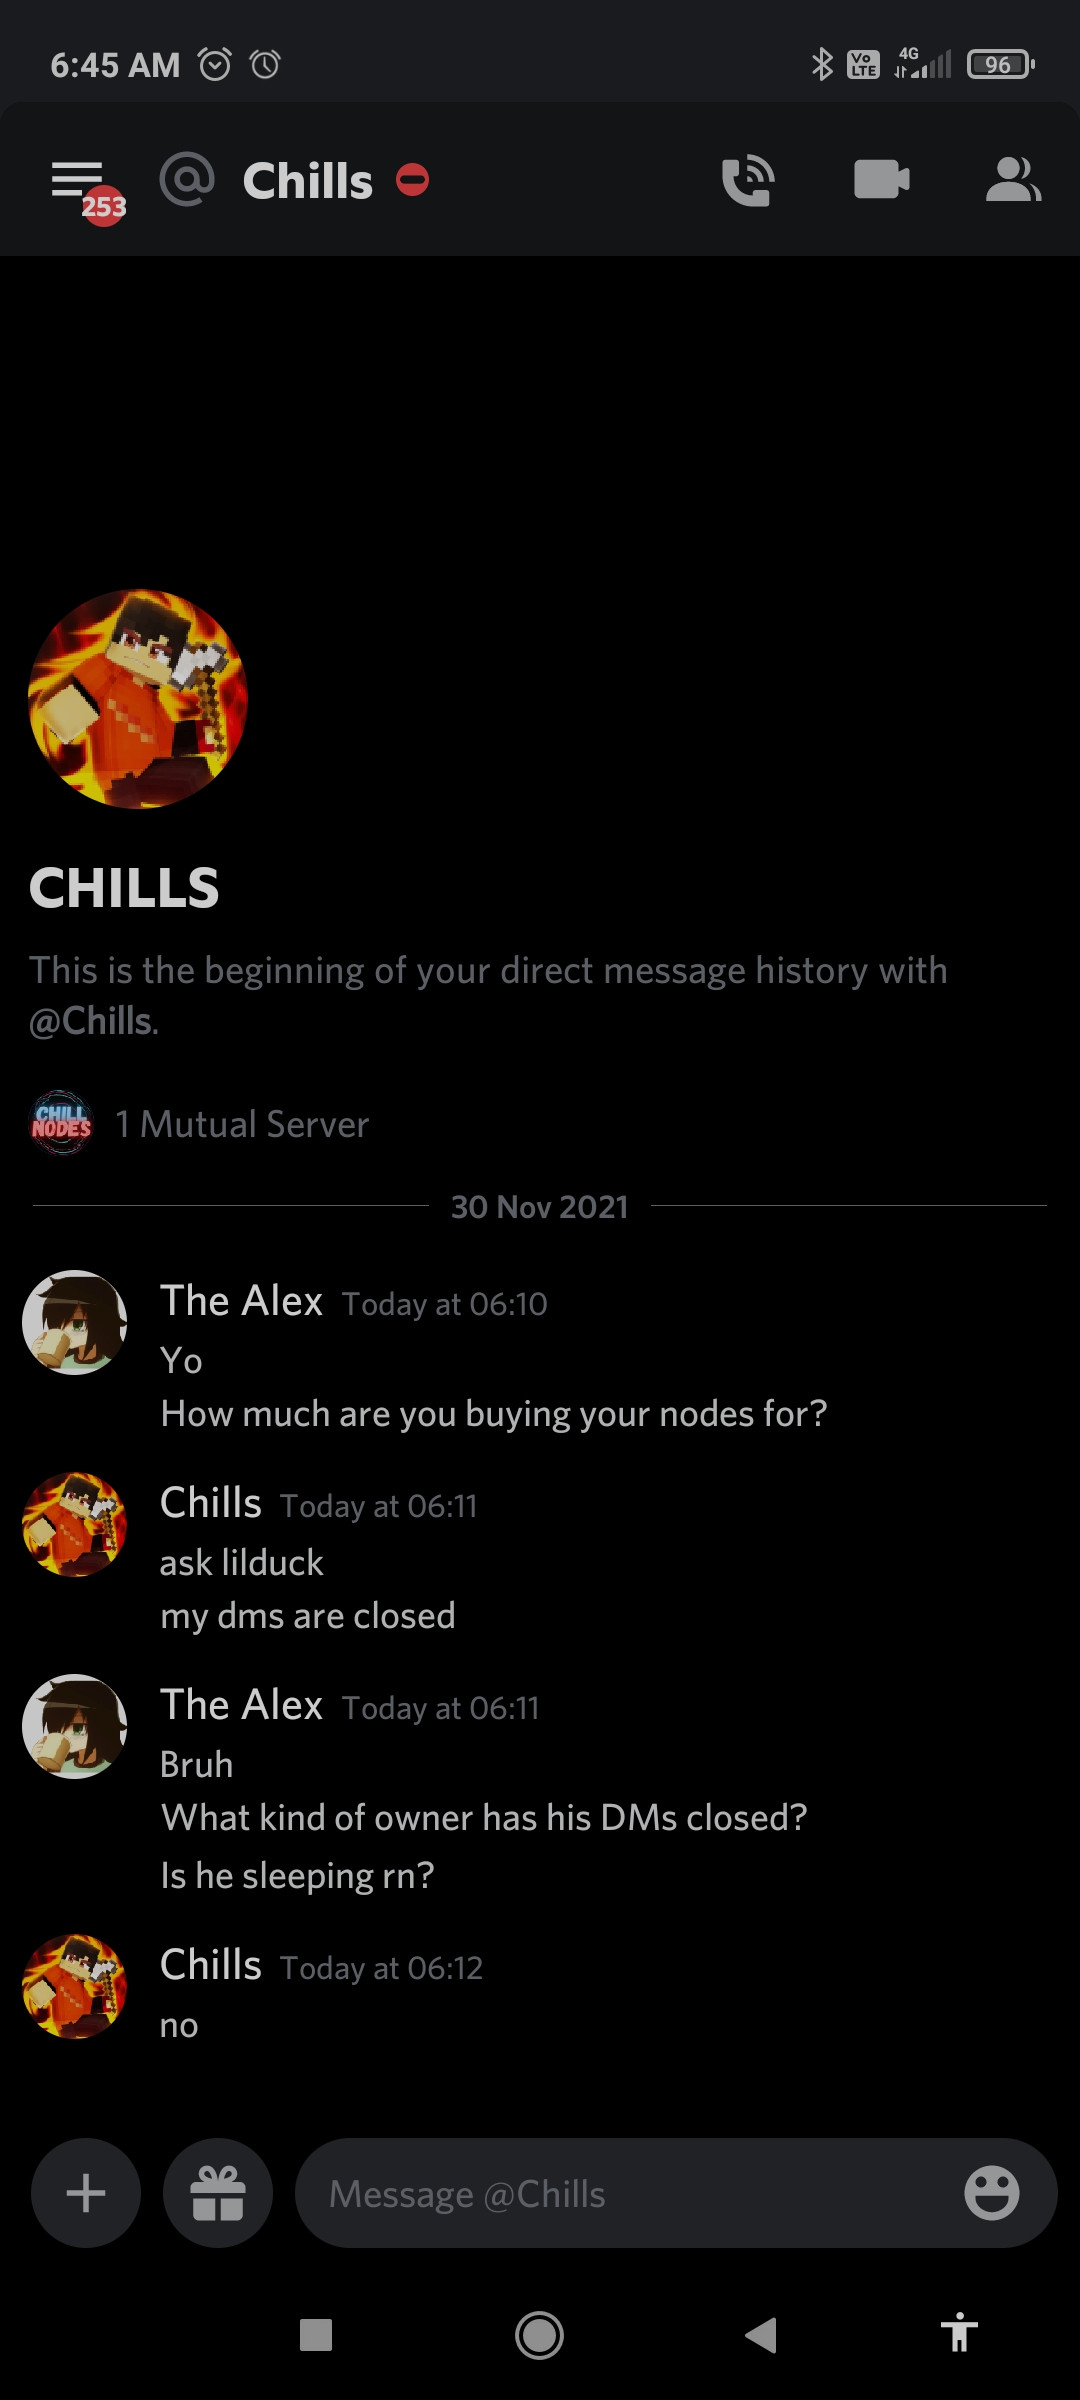 6:45 AM
Vo
LTE
4G
96
253
Chills
CHILLS
This is the beginning of your direct message history with
@Chills.
CHILL
NODES
1 Mutual Server
30 Nov 2021
The Alex Today at 06:10
Yo
How much are you buying your nodes for?
Chills Today at 06:11
ask lilduck
my dms are closed
The Alex Today at 06:11
Bruh
What kind of owner has his DMs closed?
Is he sleeping rn?
Chills Today at 06:12
no
Message @Chills